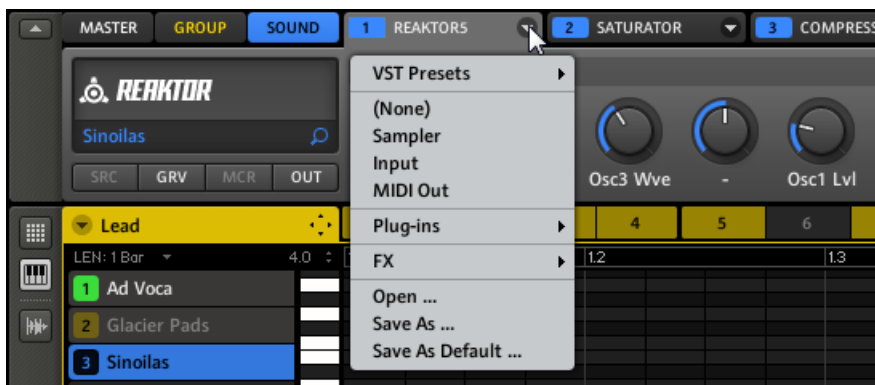 MASTER GROUP SOUND 1 REAKTOR5 2 SATURATOR 3 COMPRESS
REAKTOR
Sinoilas
SRC GRV MCR OUT
VST Presets
(None)
Sampler
Input
MIDI Out
Plug-ins
FX
Open ...
Save As ...
Save As Default ...
Osc3 Wve - Osc1 Lvl
Lead
4 5 6
LEN: 1 Bar 4.0
1.2 1.3
1 Ad Voca
2 Glacier Pads
3 Sinoilas